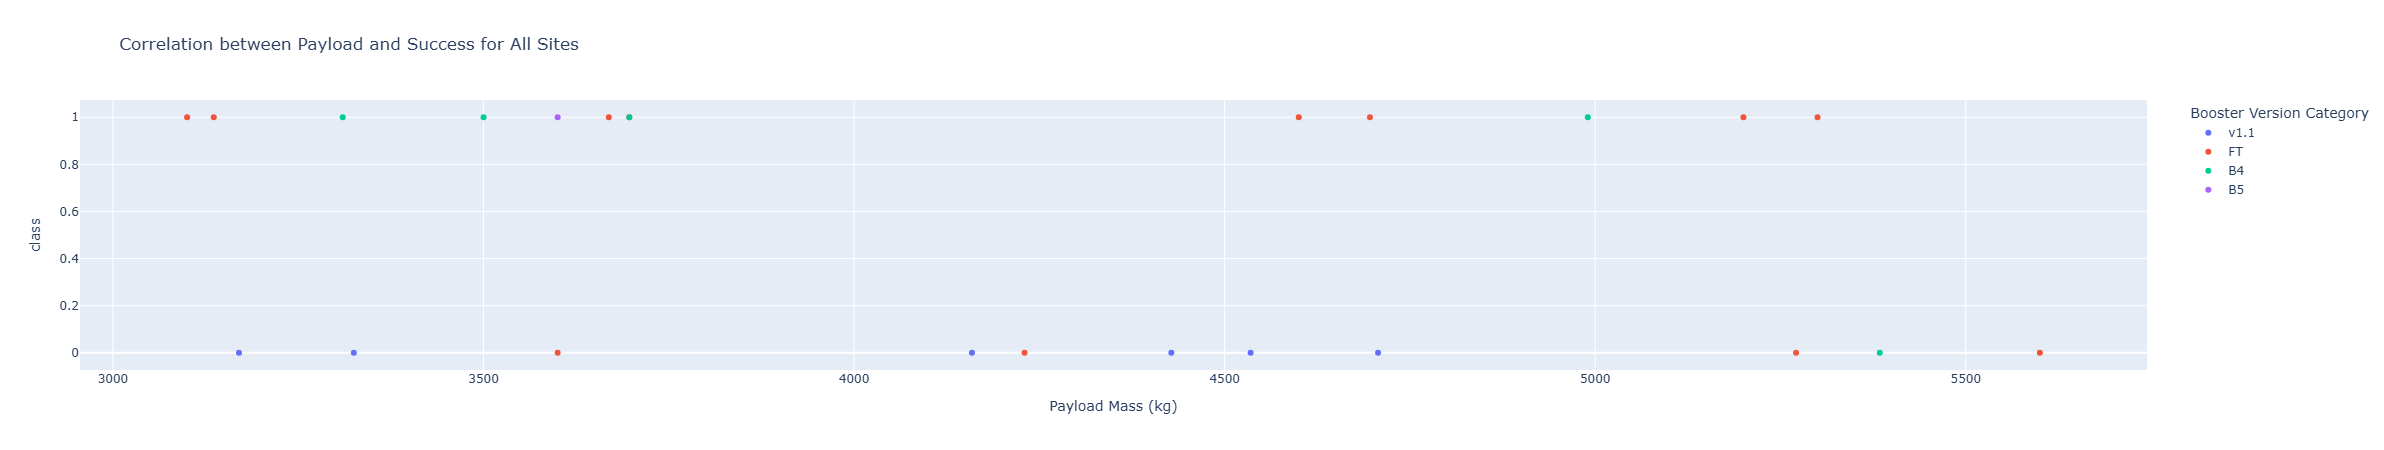 Correlation between Payload and Success for All Sites
1
0.8
0.6
0.4
0.2
0
class
3000 3500 4000 4500 5000 5500
Payload Mass (kg)
Booster Version Category
v1.1
FT
B4
B5